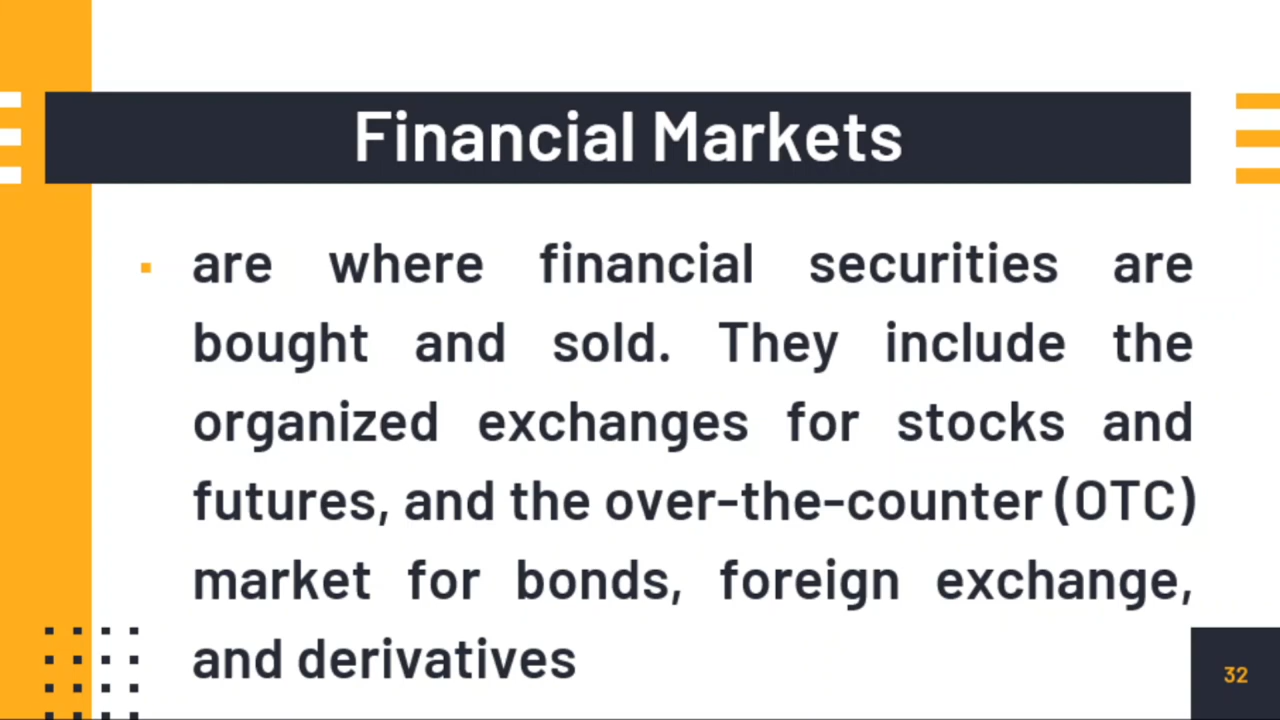 Financial Markets
▪ are where financial securities are
bought and sold. They include the
organized exchanges for stocks and
futures, and the over-the-counter (OTC)
market for bonds, foreign exchange,
and derivatives
32